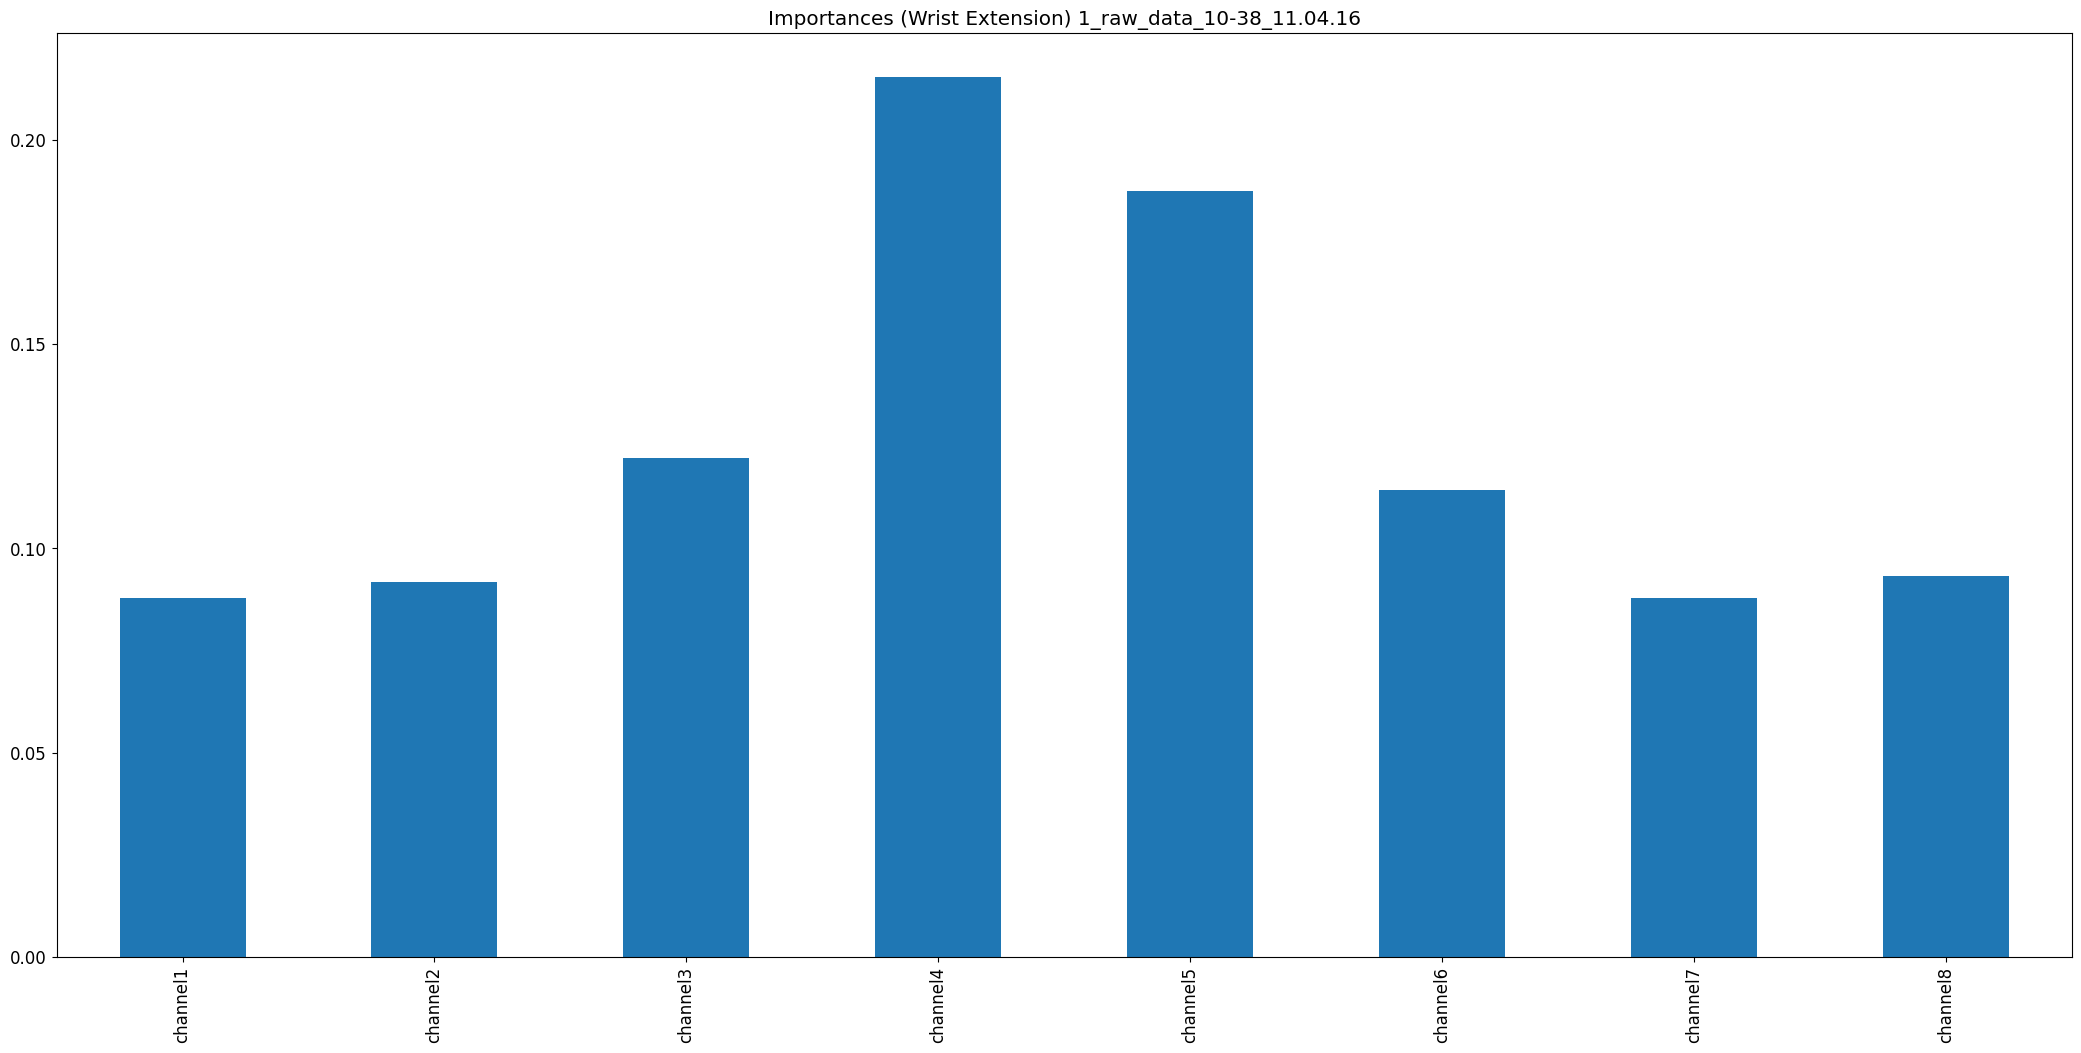 Importances (Wrist Extension) 1_raw_data_10-38_11.04.16
0.20
0.15
0.10
0.05
0.00
channel1
channel2
channel3
channel4
channel5
channel6
channel7
channel8